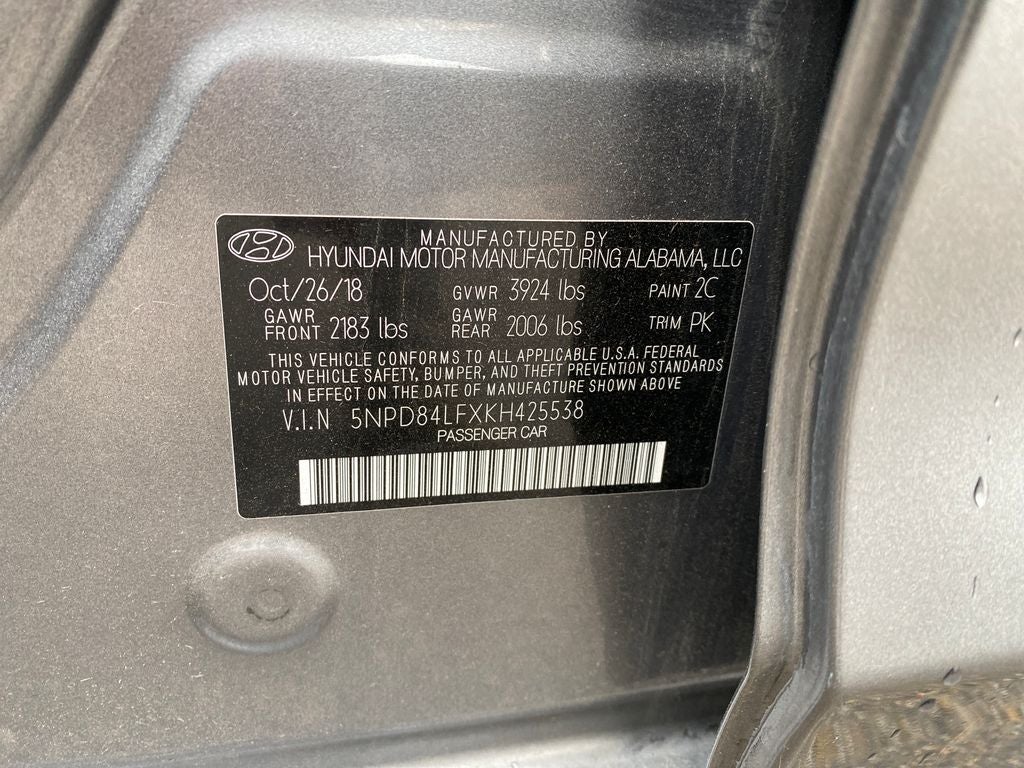 MANUFACTURED BY
HYUNDAI MOTOR MANUFACTURING ALABAMA, LLC
Oct/26/18 GVWR 3924 lbs PAINT 2C
GAWR FRONT 2183 lbs GAWR REAR 2006 lbs TRIM PK
THIS VEHICLE CONFORMS TO ALL APPLICABLE U.S.A. FEDERAL
MOTOR VEHICLE SAFETY, BUMPER, AND THEFT PREVENTION STANDARDS
IN EFFECT ON THE DATE OF MANUFACTURE SHOWN ABOVE
V.I.N 5NPD84LFXKH425538
PASSENGER CAR